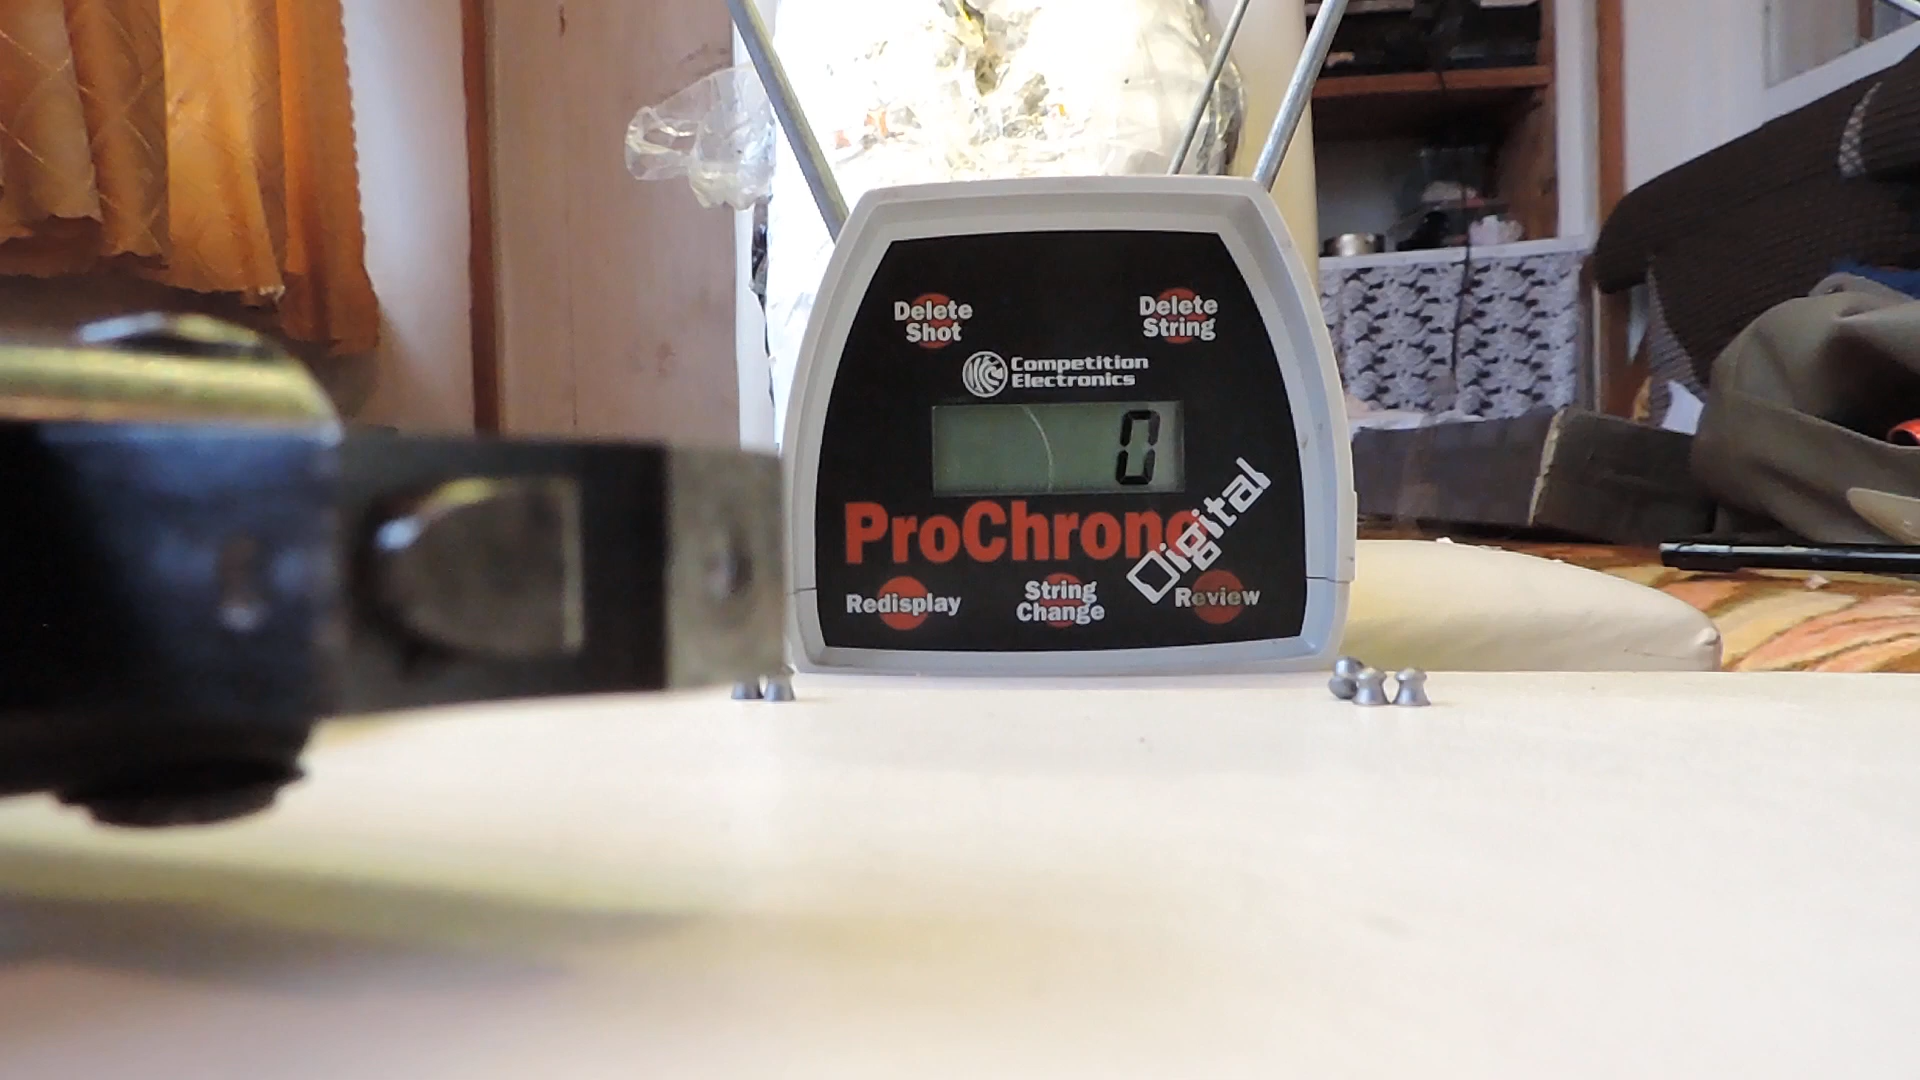 Delete
Shot
Delete
String
Competition
Electronics
0
ProChrono
Digital
Redisplay
String
Change
Review